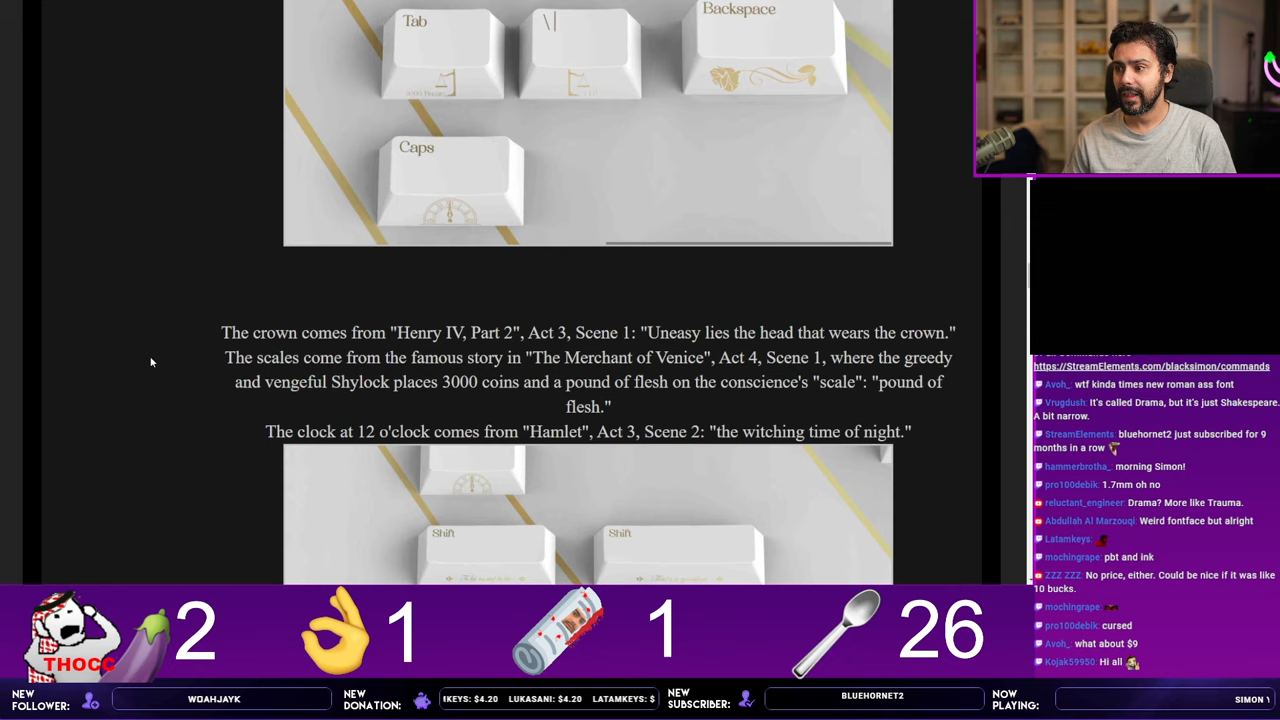 Tab
\|
Backspace
Caps
The crown comes from "Henry IV, Part 2", Act 3, Scene 1: "Uneasy lies the head that wears the crown."
The scales come from the famous story in "The Merchant of Venice", Act 4, Scene 1, where the greedy
and vengeful Shylock places 3000 coins and a pound of flesh on the conscience's "scale": "pound of
flesh."
The clock at 12 o'clock comes from "Hamlet", Act 3, Scene 2: "the witching time of night."
Shift
Shift
https://StreamElements.com/blacksimon/commands
Avoh_: wtf kinda times new roman ass font
Vrugdush: It's called Drama, but it's just Shakespeare.
A bit narrow.
StreamElements: bluehornet2 just subscribed for 9
months in a row
hammerbrotha_: morning Simon!
pro100debik: 1.7mm oh no
reluctant_engineer: Drama? More like Trauma.
Abdullah Al Marzouqi: Weird fontface but alright
Latamkeys:
mochingrape: pbt and ink
ZZZ ZZZ: No price, either. Could be nice if it was like
10 bucks.
mochingrape:
pro100debik: cursed
Avoh_: what about $9
Kojak59950: Hi all
THOCC
2
1
1
26
NEW
FOLLOWER:
WOAHJAYK
NEW
DONATION:
KEYS: $4.20 LUKASANI: $4.20 LATAMKEYS: $
NEW
SUBSCRIBER:
BLUEHORNET2
NOW
PLAYING:
SIMON